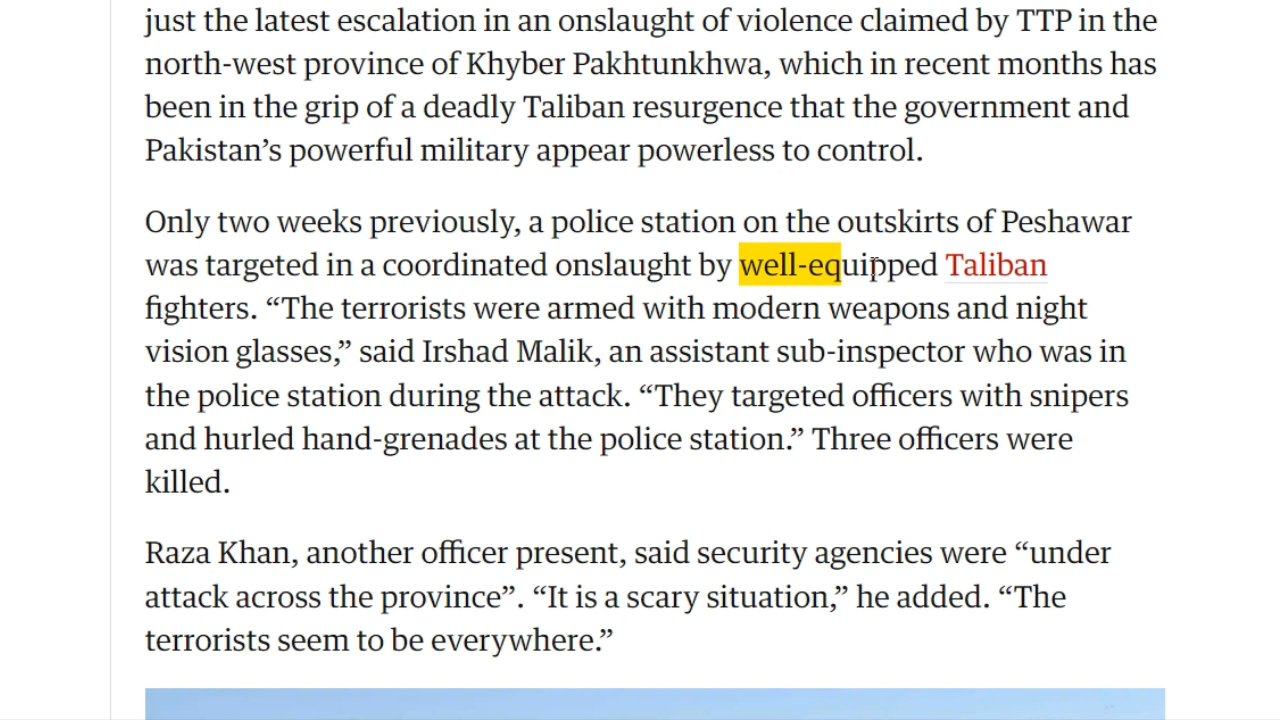 just the latest escalation in an onslaught of violence claimed by TTP in the
north-west province of Khyber Pakhtunkhwa, which in recent months has
been in the grip of a deadly Taliban resurgence that the government and
Pakistan’s powerful military appear powerless to control.
Only two weeks previously, a police station on the outskirts of Peshawar
was targeted in a coordinated onslaught by well-equipped Taliban
fighters. “The terrorists were armed with modern weapons and night
vision glasses,” said Irshad Malik, an assistant sub-inspector who was in
the police station during the attack. “They targeted officers with snipers
and hurled hand-grenades at the police station.” Three officers were
killed.
Raza Khan, another officer present, said security agencies were “under
attack across the province”. “It is a scary situation,” he added. “The
terrorists seem to be everywhere.”